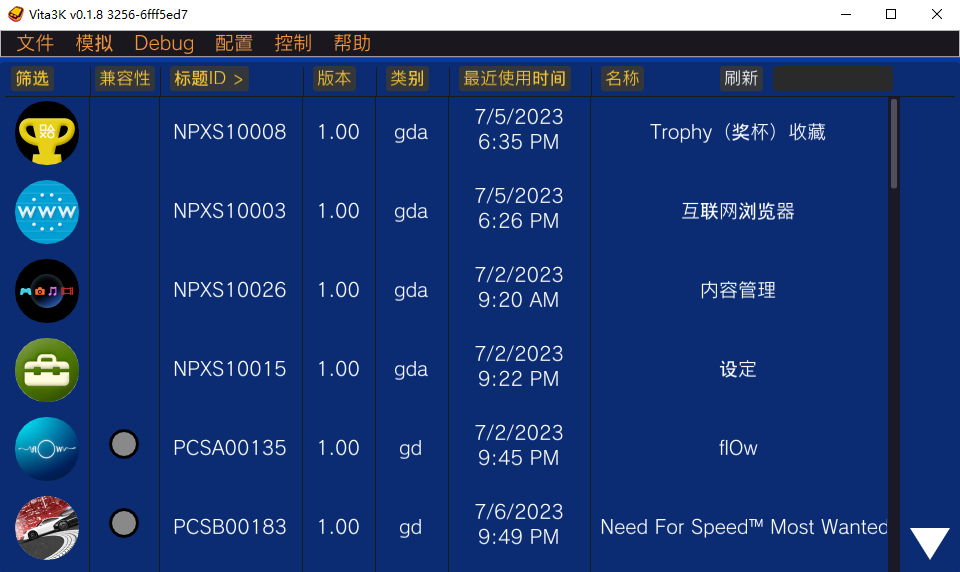 Vita3K v0.1.8 3256-6fff5ed7
文件 模拟 Debug 配置 控制 帮助
筛选 兼容性 标题ID > 版本 类别 最近使用时间 名称 刷新
NPXS10008 1.00 gda 7/5/2023 6:35 PM Trophy（奖杯）收藏
WWW NPXS10003 1.00 gda 7/5/2023 6:26 PM 互联网浏览器
NPXS10026 1.00 gda 7/2/2023 9:20 AM 内容管理
NPXS10015 1.00 gda 7/2/2023 9:22 PM 设定
flOw PCSA00135 1.00 gd 7/2/2023 9:45 PM flOw
PCSB00183 1.00 gd 7/6/2023 9:49 PM Need For Speed™ Most Wanted